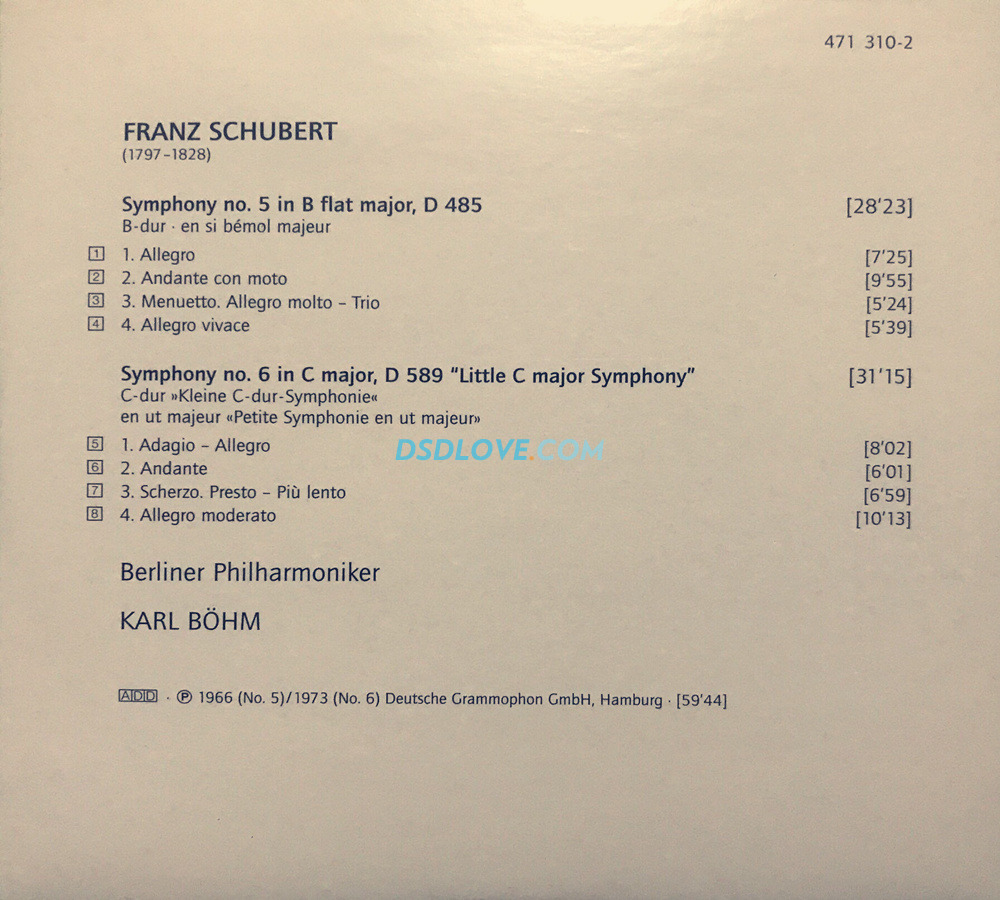 471 310-2
FRANZ SCHUBERT
(1797–1828)
Symphony no. 5 in B flat major, D 485 [28’23]
B-dur · en si bémol majeur
1 1. Allegro [7’25]
2 2. Andante con moto [9’55]
3 3. Menuetto. Allegro molto – Trio [5’24]
4 4. Allegro vivace [5’39]
Symphony no. 6 in C major, D 589 “Little C major Symphony” [31’15]
C-dur »Kleine C-dur-Symphonie«
en ut majeur «Petite Symphonie en ut majeur»
5 1. Adagio – Allegro [8’02]
DSDLOVE.COM
6 2. Andante [6’01]
7 3. Scherzo. Presto – Più lento [6’59]
8 4. Allegro moderato [10’13]
Berliner Philharmoniker
KARL BÖHM
ADD · ℗ 1966 (No. 5)/1973 (No. 6) Deutsche Grammophon GmbH, Hamburg · [59’44]